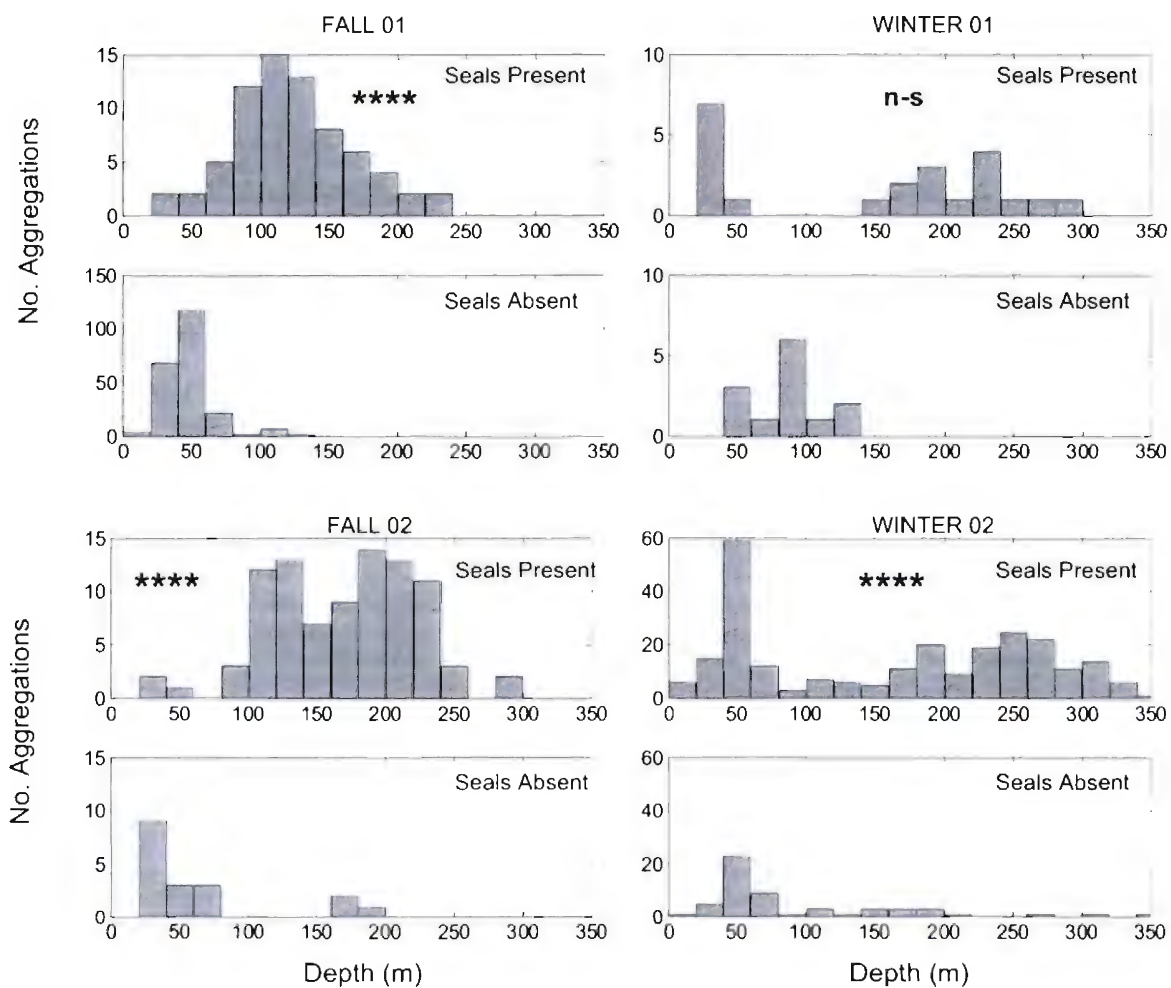 FALL 01
15
10
5
0
Seals Present
****
0 50 100 150 200 250 300 350
WINTER 01
10
5
0
Seals Present
n-s
0 50 100 150 200 250 300 350
No. Aggregations
150
100
50
0
Seals Absent
0 50 100 150 200 250 300 350
10
5
0
Seals Absent
0 50 100 150 200 250 300 350
FALL 02
15
10
5
0
****
Seals Present
0 50 100 150 200 250 300 350
WINTER 02
60
40
20
0
Seals Present
****
0 50 100 150 200 250 300 350
No. Aggregations
15
10
5
0
Seals Absent
0 50 100 150 200 250 300 350
Depth (m)
60
40
20
0
Seals Absent
0 50 100 150 200 250 300 350
Depth (m)